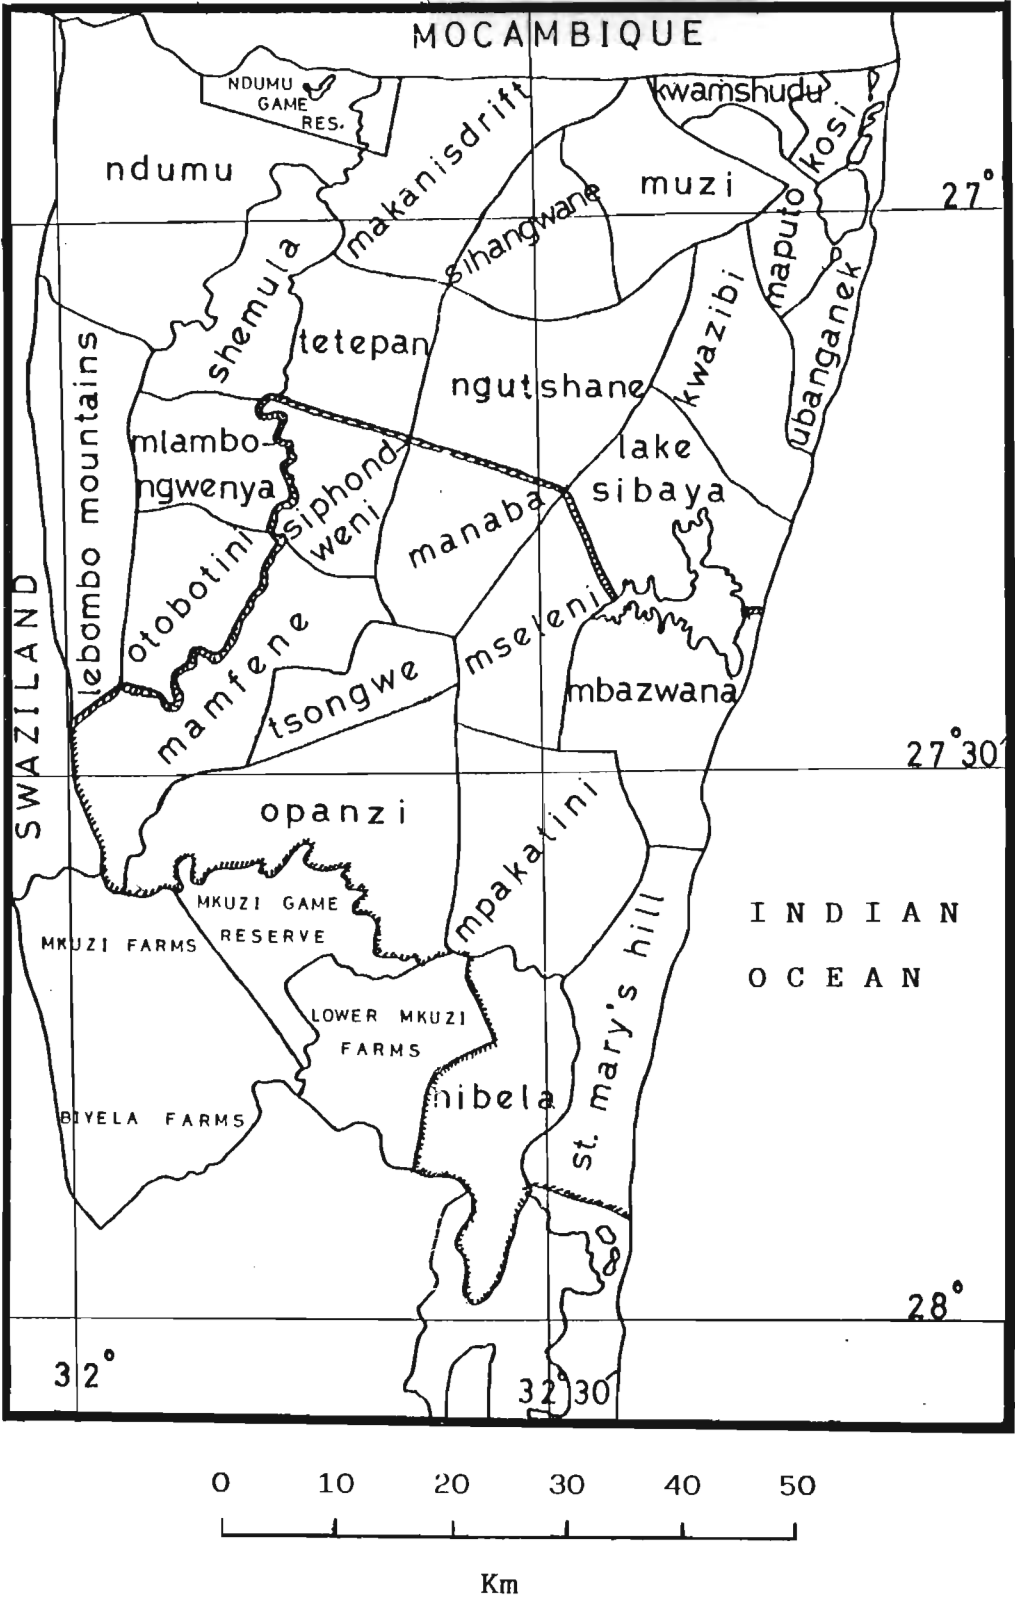 MOCAMBIQUE
NDUMU
GAME
RES.
kwamshudu
kosi
makanisdrift
ndumu
muzi
27°
sihangwane
maputo
shemula
kwazibi
ubanganek
tetepan
ngutshane
lebombo mountains
mlambo-
ngwenya
siphond-
weni
lake
sibaya
manaba
otobotini
mseleni
mamfene
tsongwe
mbazwana
SWAZILAND
27°30'
opanzi
mpakatini
MKUZI GAME
RESERVE
MKUZI FARMS
st. mary's hill
INDIAN
OCEAN
LOWER MKUZI
FARMS
nibela
BIYELA FARMS
28°
32°
32°30
0 10 20 30 40 50
Km